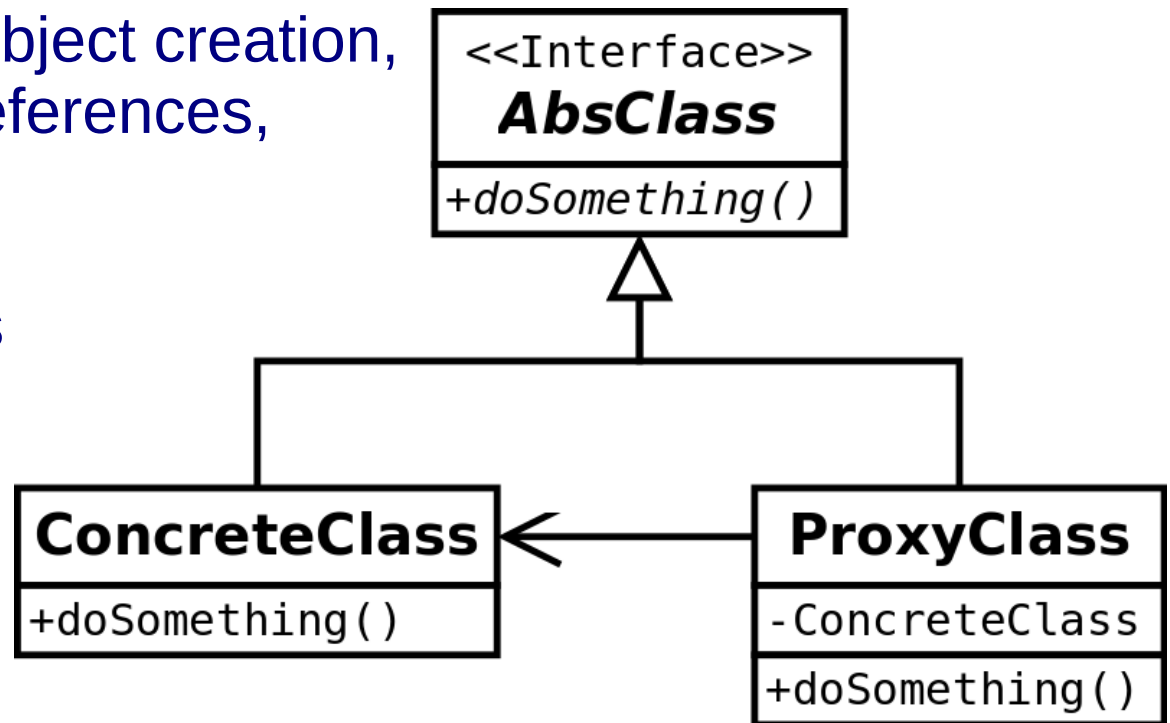 bject creation,
eferences,
s
<<Interface>>
AbsClass
+doSomething()
ConcreteClass
+doSomething()
ProxyClass
-ConcreteClass
+doSomething()